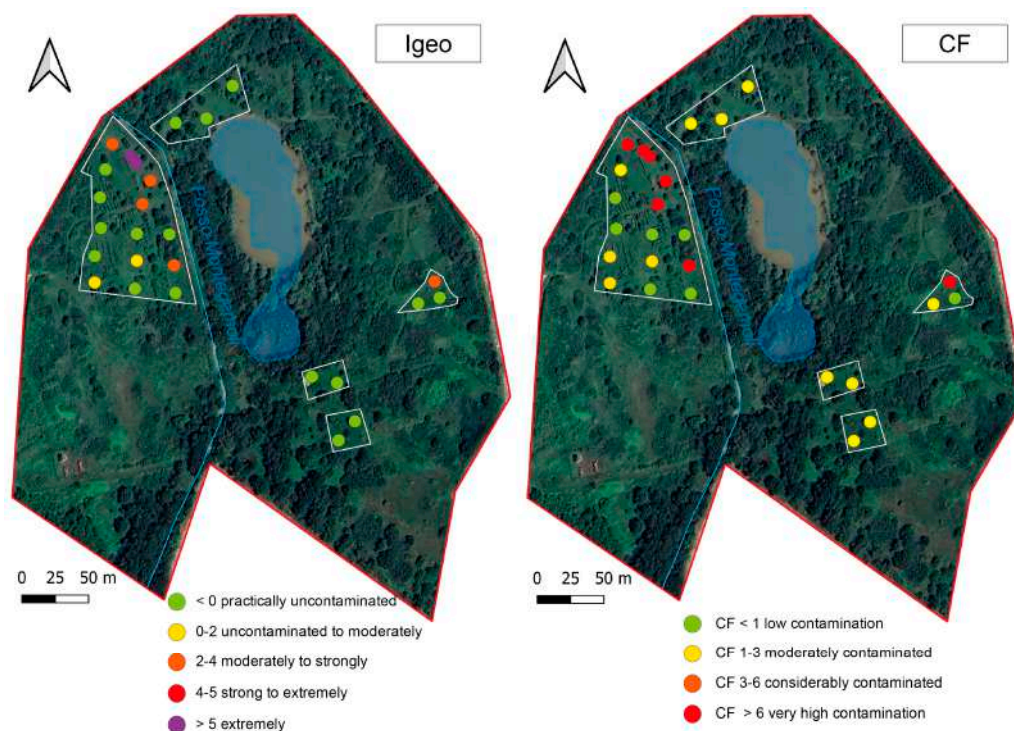 Igeo
CF
0 25 50 m
< 0 practically uncontaminated
0-2 uncontaminated to moderately
2-4 moderately to strongly
4-5 strong to extremely
> 5 extremely
0 25 50 m
CF < 1 low contamination
CF 1-3 moderately contaminated
CF 3-6 considerably contaminated
CF > 6 very high contamination
Fosso
Fosso